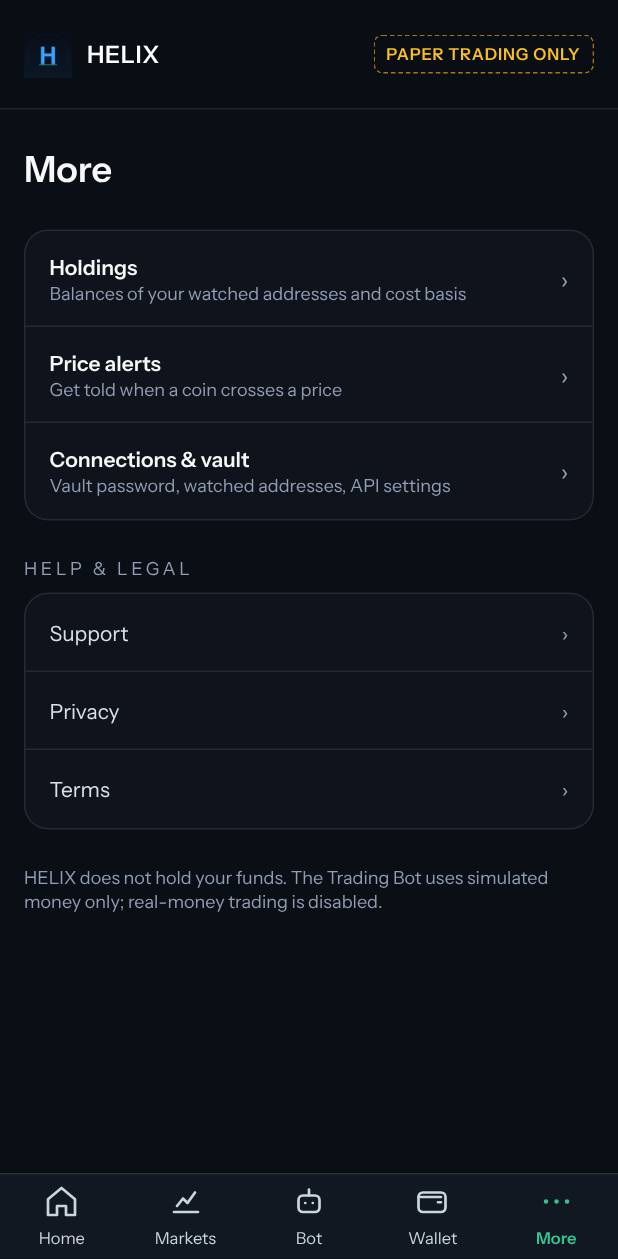 H HELIX PAPER TRADING ONLY
More
Holdings
Balances of your watched addresses and cost basis
Price alerts
Get told when a coin crosses a price
Connections & vault
Vault password, watched addresses, API settings
HELP & LEGAL
Support
Privacy
Terms
HELIX does not hold your funds. The Trading Bot uses simulated
money only; real-money trading is disabled.
Home Markets Bot Wallet More